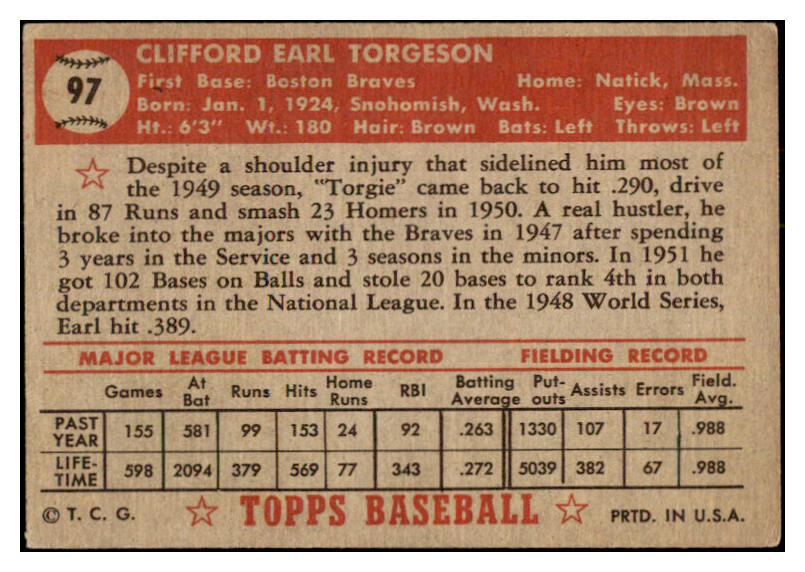 97
CLIFFORD EARL TORGESON
First Base: Boston Braves Home: Natick, Mass.
Born: Jan. 1, 1924, Snohomish, Wash. Eyes: Brown
Ht.: 6'3" Wt.: 180 Hair: Brown Bats: Left Throws: Left
Despite a shoulder injury that sidelined him most of
the 1949 season, "Torgie" came back to hit .290, drive
in 87 Runs and smash 23 Homers in 1950. A real hustler, he
broke into the majors with the Braves in 1947 after spending
3 years in the Service and 3 seasons in the minors. In 1951 he
got 102 Bases on Balls and stole 20 bases to rank 4th in both
departments in the National League. In the 1948 World Series,
Earl hit .389.
MAJOR LEAGUE BATTING RECORD FIELDING RECORD
Games At Bat Runs Hits Home Runs RBI Batting Average Put-outs Assists Errors Field. Avg.
PAST YEAR 155 581 99 153 24 92 .263 1330 107 17 .988
LIFE-TIME 598 2094 379 569 77 343 .272 5039 382 67 .988
© T. C. G. TOPPS BASEBALL PRTD. IN U.S.A.